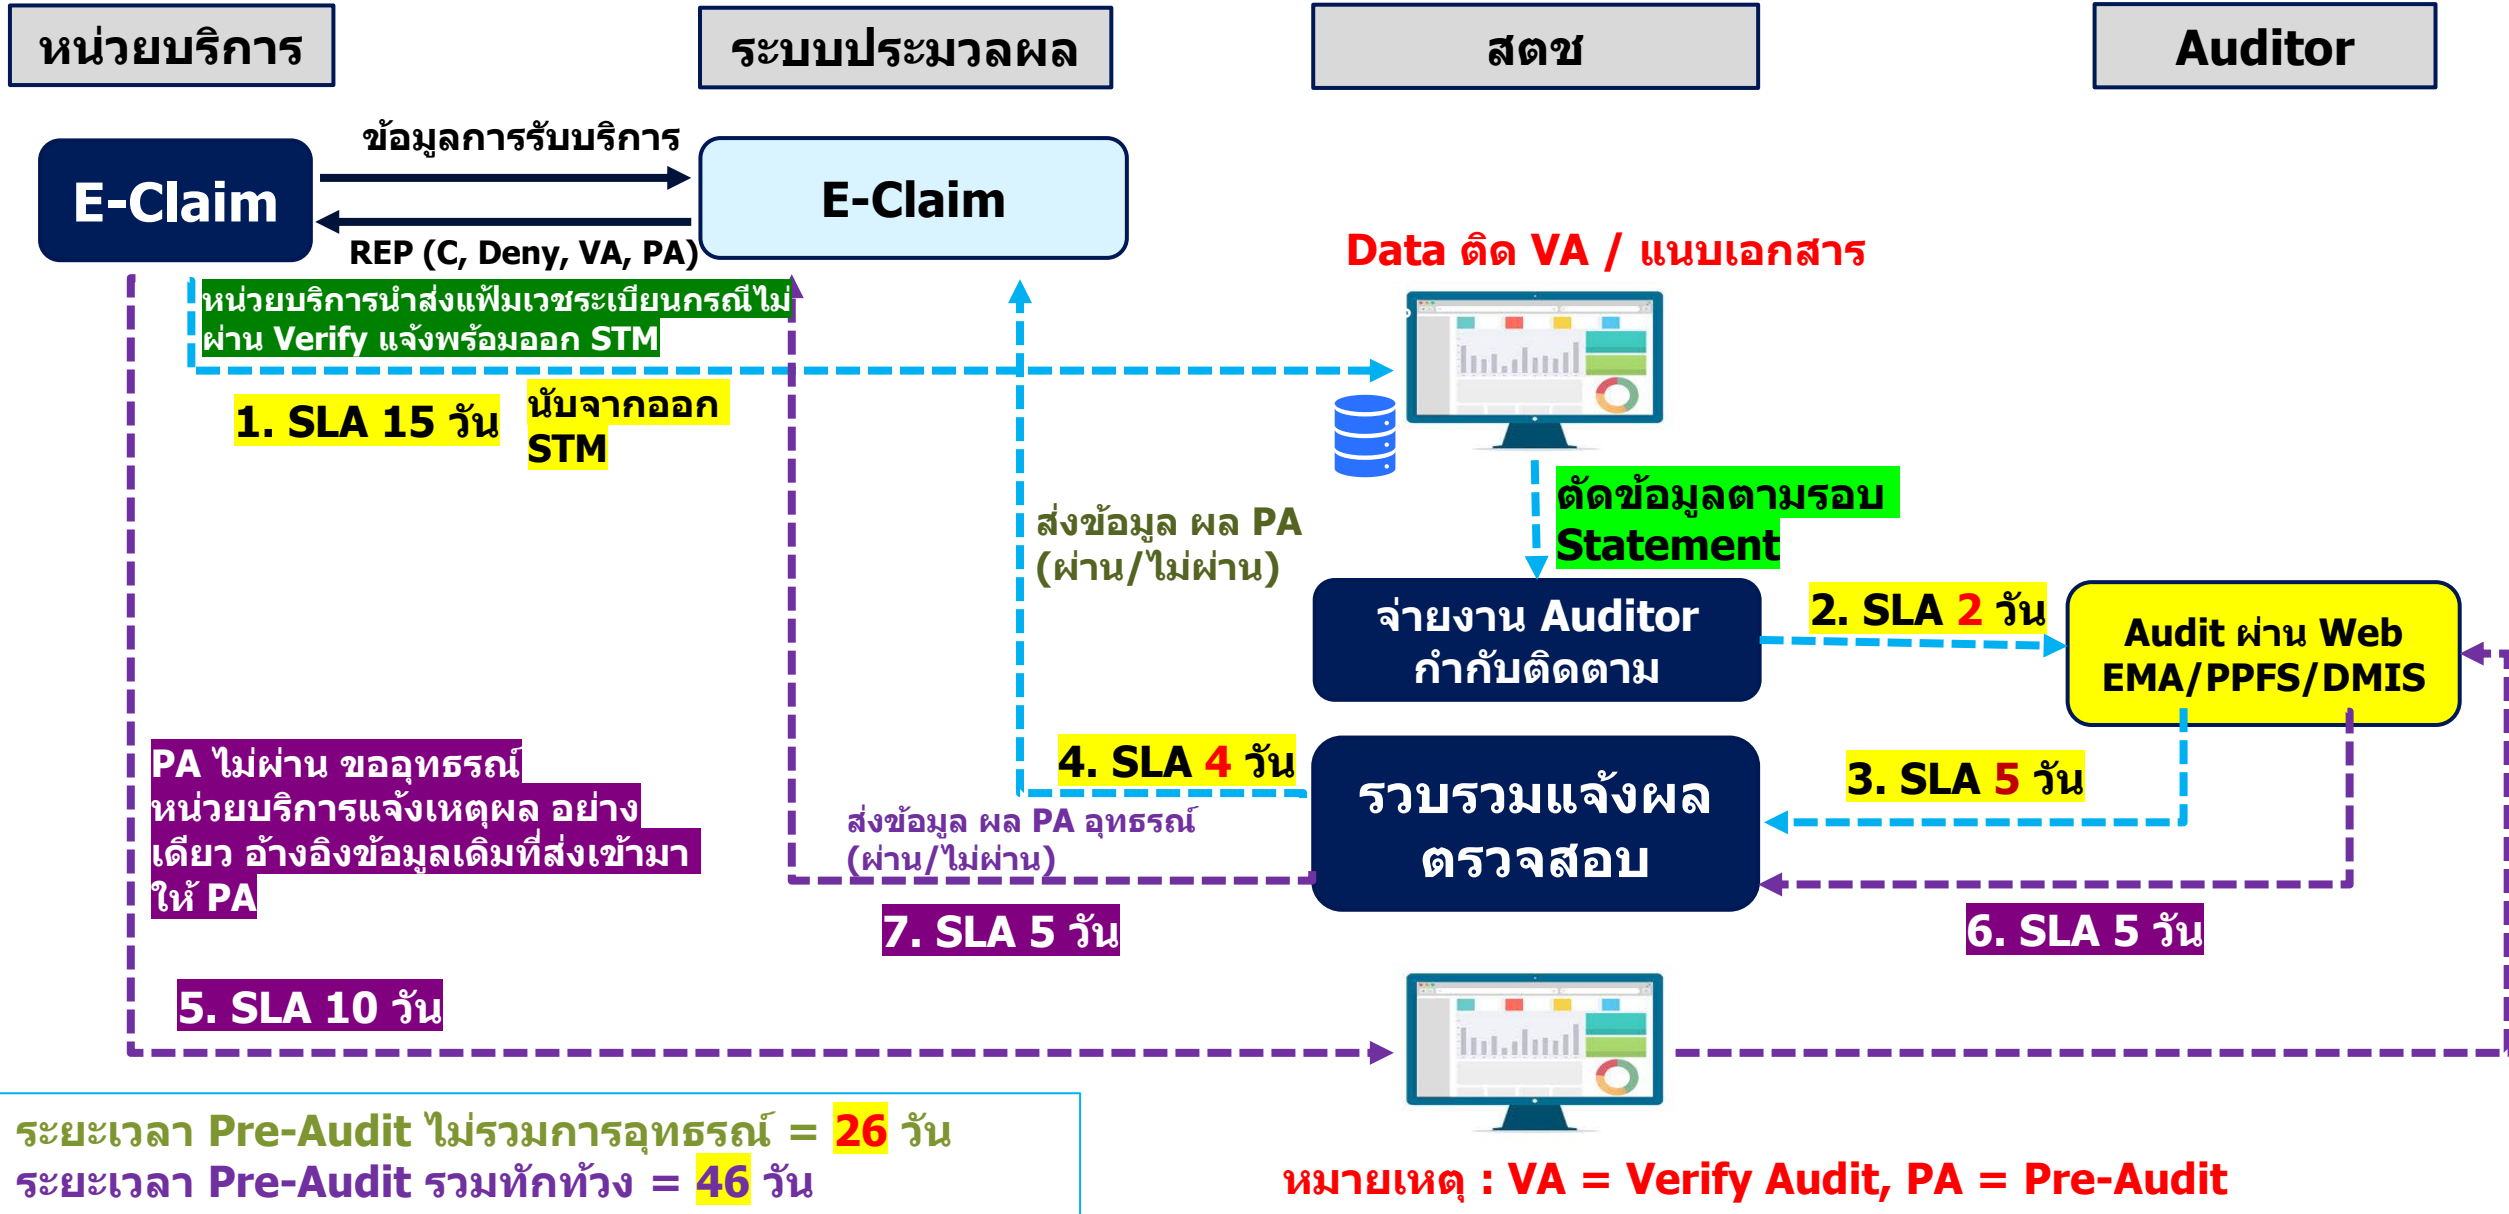 หน่วยบริการ
ระบบประมวลผล
สตช
Auditor
ข้อมูลการรับบริการ
E-Claim
E-Claim
REP (C, Deny, VA, PA)
Data ติด VA / แนบเอกสาร
หน่วยบริการนำส่งแฟ้มเวชระเบียนกรณีไม่
ผ่าน Verify แจ้งพร้อมออก STM
1. SLA 15 วัน
นับจากออก
STM
ตัดข้อมูลตามรอบ
Statement
ส่งข้อมูล ผล PA
(ผ่าน/ไม่ผ่าน)
จ่ายงาน Auditor
กำกับติดตาม
2. SLA 2 วัน
Audit ผ่าน Web
EMA/PPFS/DMIS
PA ไม่ผ่าน ขออุทธรณ์
หน่วยบริการแจ้งเหตุผล อย่าง
เดียว อ้างอิงข้อมูลเดิมที่ส่งเข้ามา
ให้ PA
4. SLA 4 วัน
รวบรวมแจ้งผล
ตรวจสอบ
3. SLA 5 วัน
ส่งข้อมูล ผล PA อุทธรณ์
(ผ่าน/ไม่ผ่าน)
7. SLA 5 วัน
6. SLA 5 วัน
5. SLA 10 วัน
ระยะเวลา Pre-Audit ไม่รวมการอุทธรณ์ = 26 วัน
ระยะเวลา Pre-Audit รวมทักท้วง = 46 วัน
หมายเหตุ : VA = Verify Audit, PA = Pre-Audit